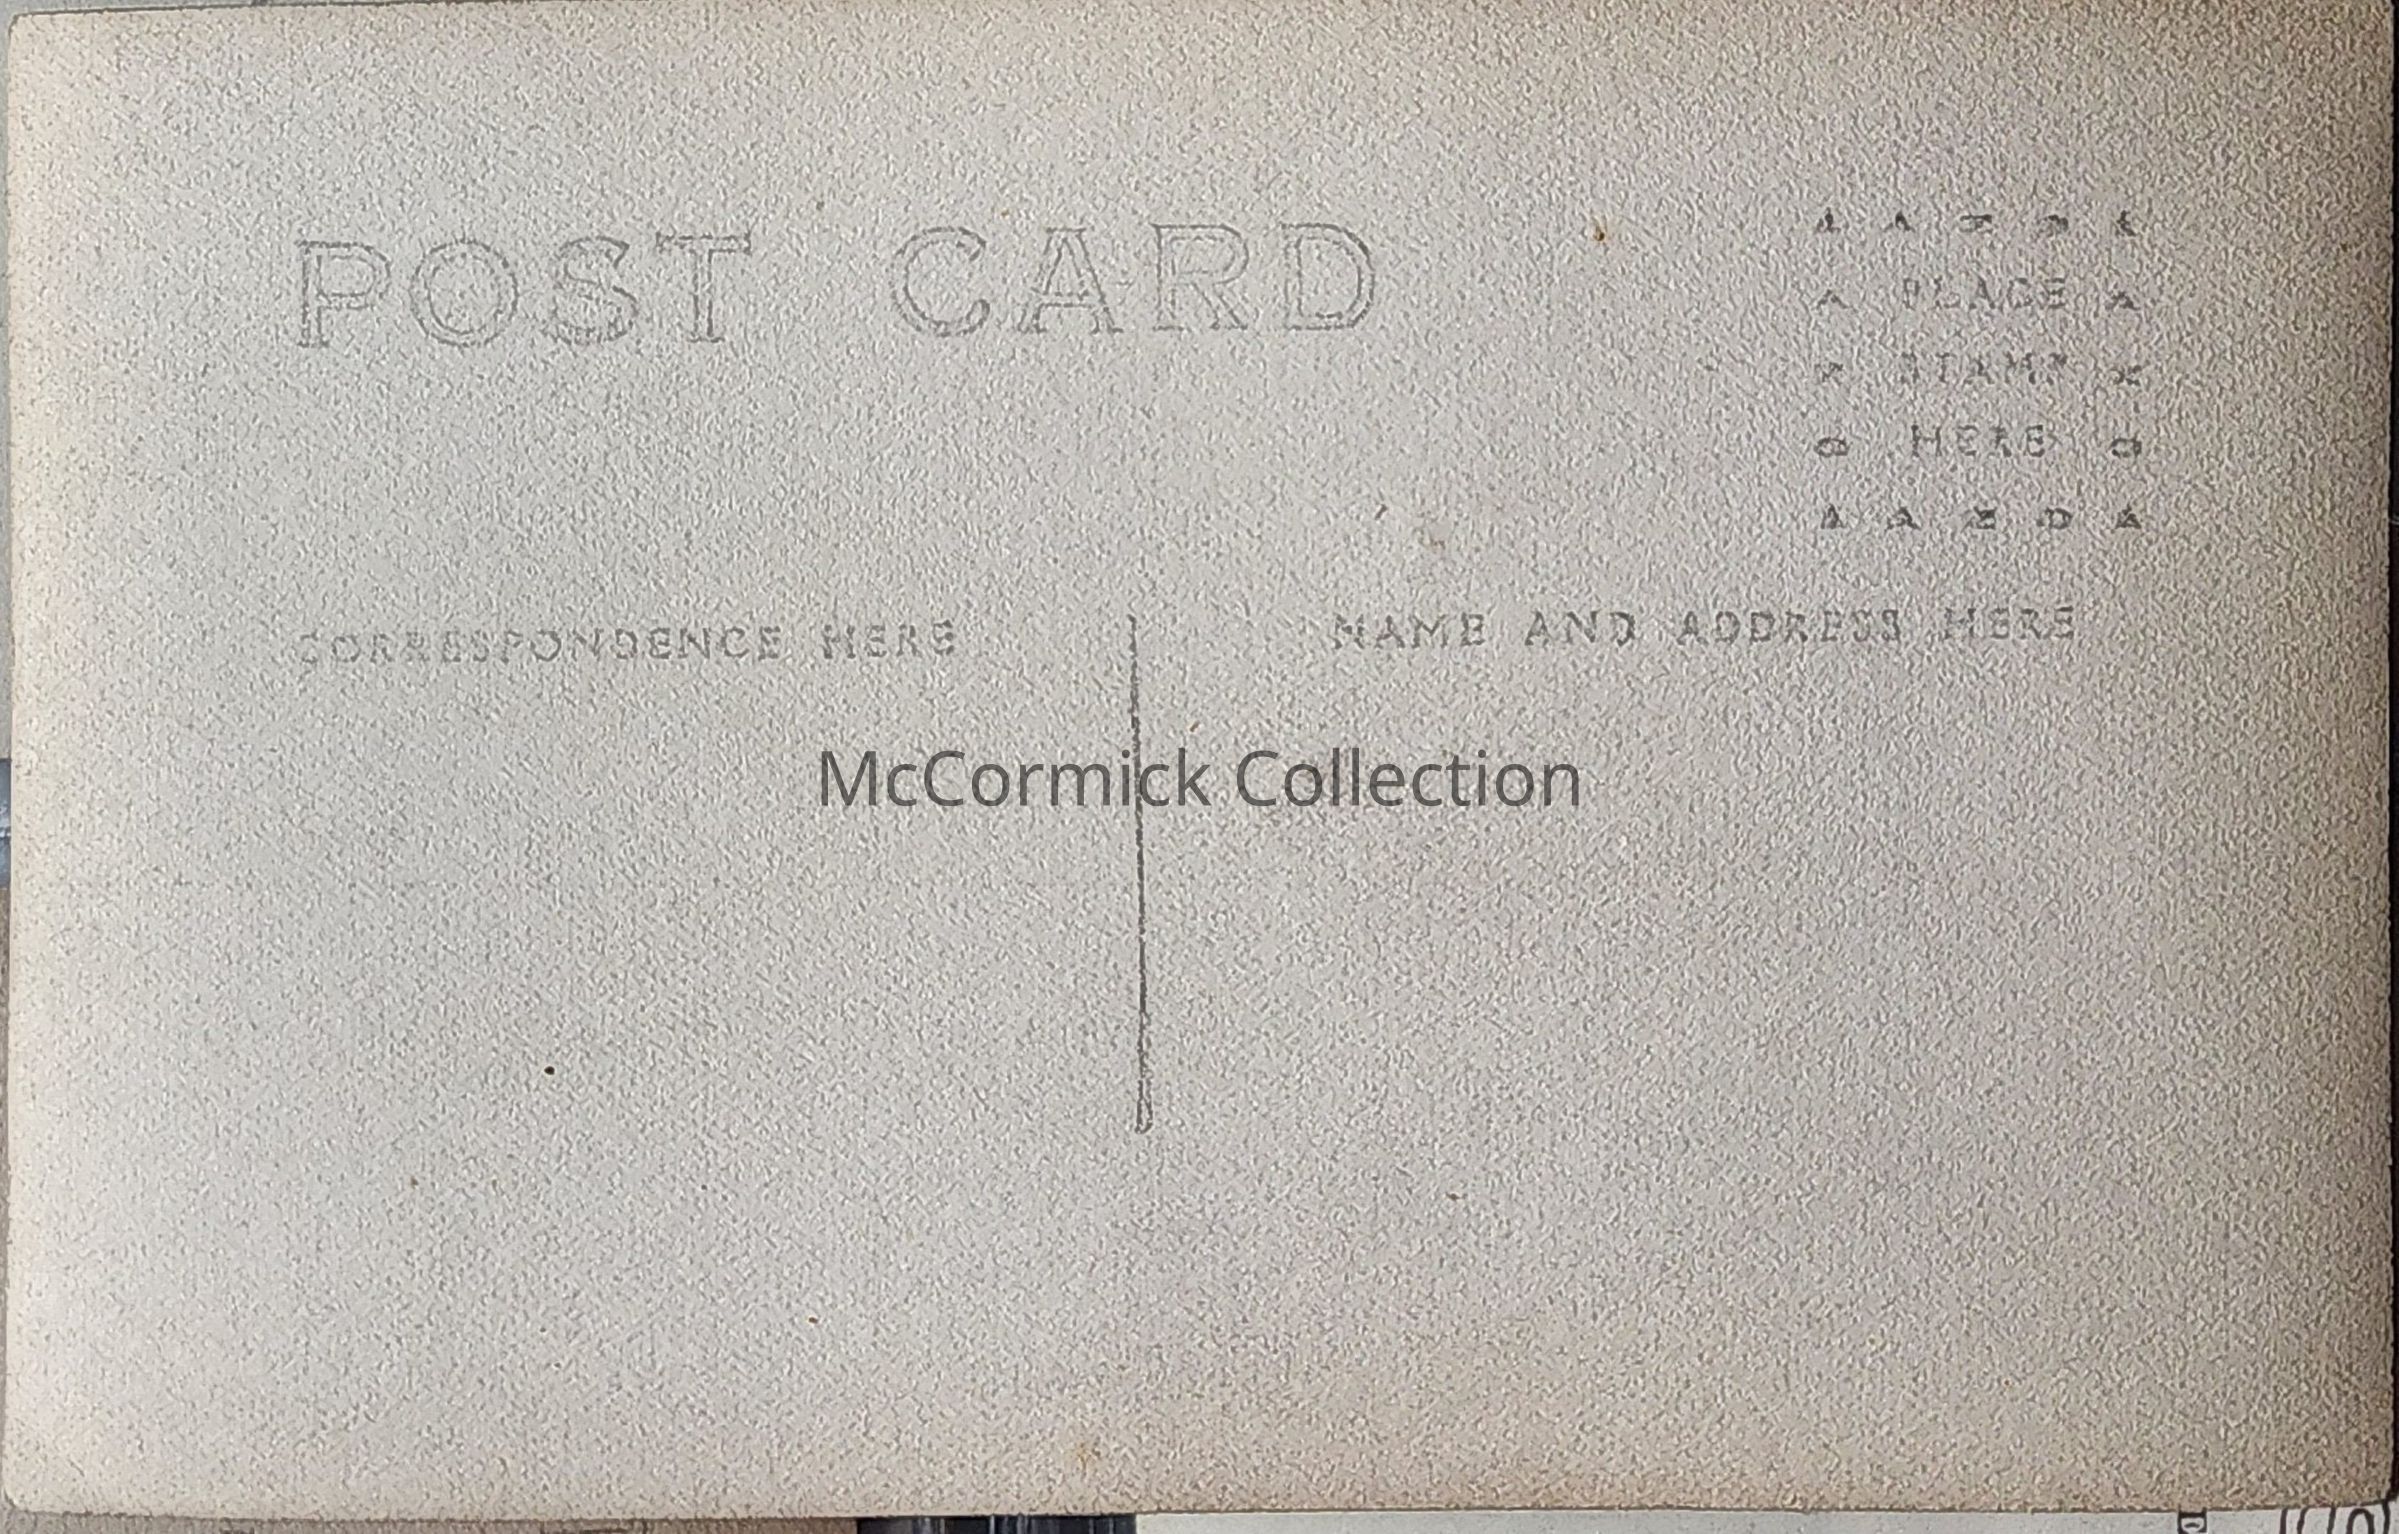 POST CARD
PLACE
STAMP
HERE
CORRESPONDENCE HERE
NAME AND ADDRESS HERE
McCormick Collection